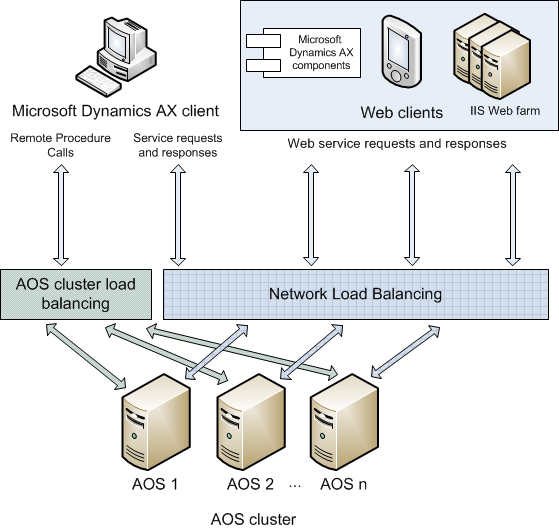 Microsoft
Dynamics AX
components
Microsoft Dynamics AX client
Web clients
IIS Web farm
Remote Procedure
Calls
Service requests
and responses
Web service requests and responses
AOS cluster load
balancing
Network Load Balancing
AOS 1
AOS 2
...
AOS n
AOS cluster